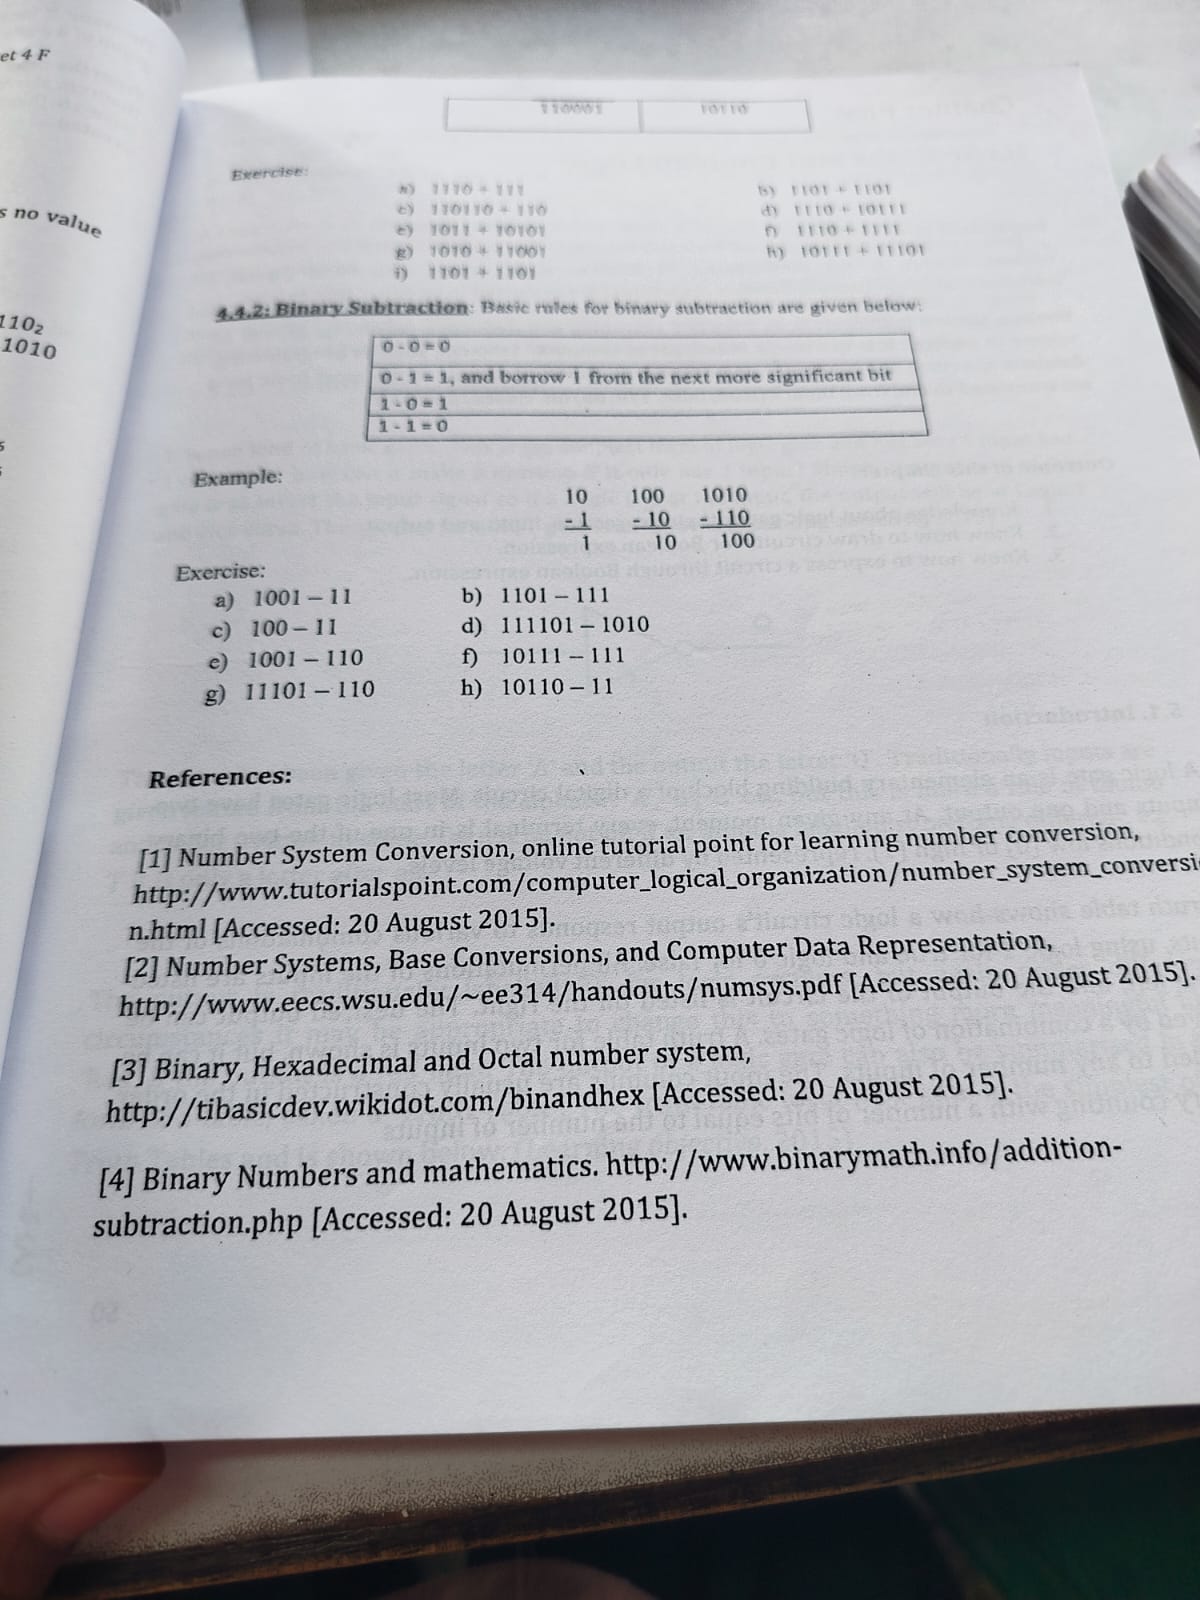 et 4 F
s no value
110₂
1010
110001 10110
Exercise:
a) 1110 + 111 b) 1101 + 1101
c) 110110 + 110 d) 1110 + 10111
e) 1011 + 10101 f) 1110 + 1111
g) 1010 + 11001 h) 10111 + 11101
i) 1101 + 1101
4.4.2: Binary Subtraction: Basic rules for binary subtraction are given below:
0 - 0 = 0
0 - 1 = 1, and borrow 1 from the next more significant bit
1 - 0 = 1
1 - 1 = 0
Example:
10 100 1010
- 1 - 10 - 110
1 10 100
Exercise:
a) 1001 – 11 b) 1101 – 111
c) 100 – 11 d) 111101 – 1010
e) 1001 – 110 f) 10111 – 111
g) 11101 – 110 h) 10110 – 11
References:
[1] Number System Conversion, online tutorial point for learning number conversion,
http://www.tutorialspoint.com/computer_logical_organization/number_system_conversi
n.html [Accessed: 20 August 2015].
[2] Number Systems, Base Conversions, and Computer Data Representation,
http://www.eecs.wsu.edu/~ee314/handouts/numsys.pdf [Accessed: 20 August 2015].
[3] Binary, Hexadecimal and Octal number system,
http://tibasicdev.wikidot.com/binandhex [Accessed: 20 August 2015].
[4] Binary Numbers and mathematics. http://www.binarymath.info/addition-
subtraction.php [Accessed: 20 August 2015].